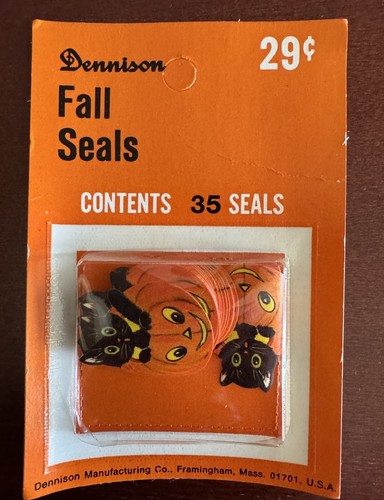 Dennison
29¢
Fall
Seals
CONTENTS 35 SEALS
Dennison Manufacturing Co., Framingham, Mass. 01701, U.S.A.